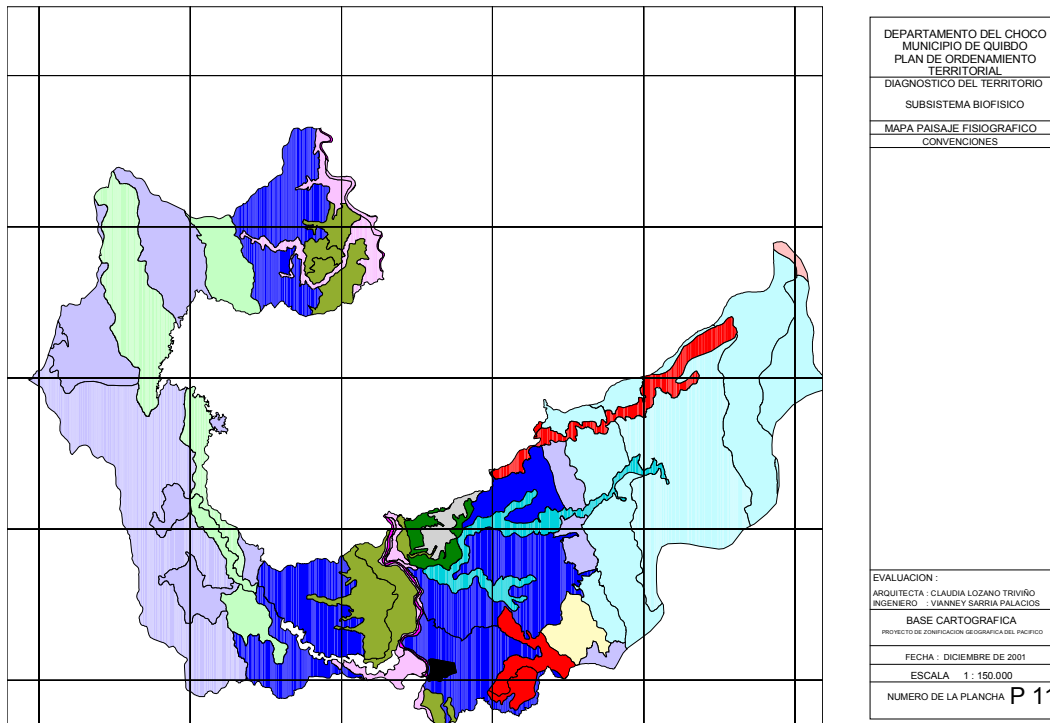 DEPARTAMENTO DEL CHOCO
MUNICIPIO DE QUIBDO
PLAN DE ORDENAMIENTO
TERRITORIAL
DIAGNOSTICO DEL TERRITORIO
SUBSISTEMA BIOFISICO
MAPA PAISAJE FISIOGRAFICO
CONVENCIONES
EVALUACION :
ARQUITECTA : CLAUDIA LOZANO TRIVIÑO
INGENIERO : VIANNEY SARRIA PALACIOS
BASE CARTOGRAFICA
PROYECTO DE ZONIFICACION GEOGRAFICA DEL PACIFICO
FECHA : DICIEMBRE DE 2001
ESCALA 1 : 150.000
NUMERO DE LA PLANCHA P 11